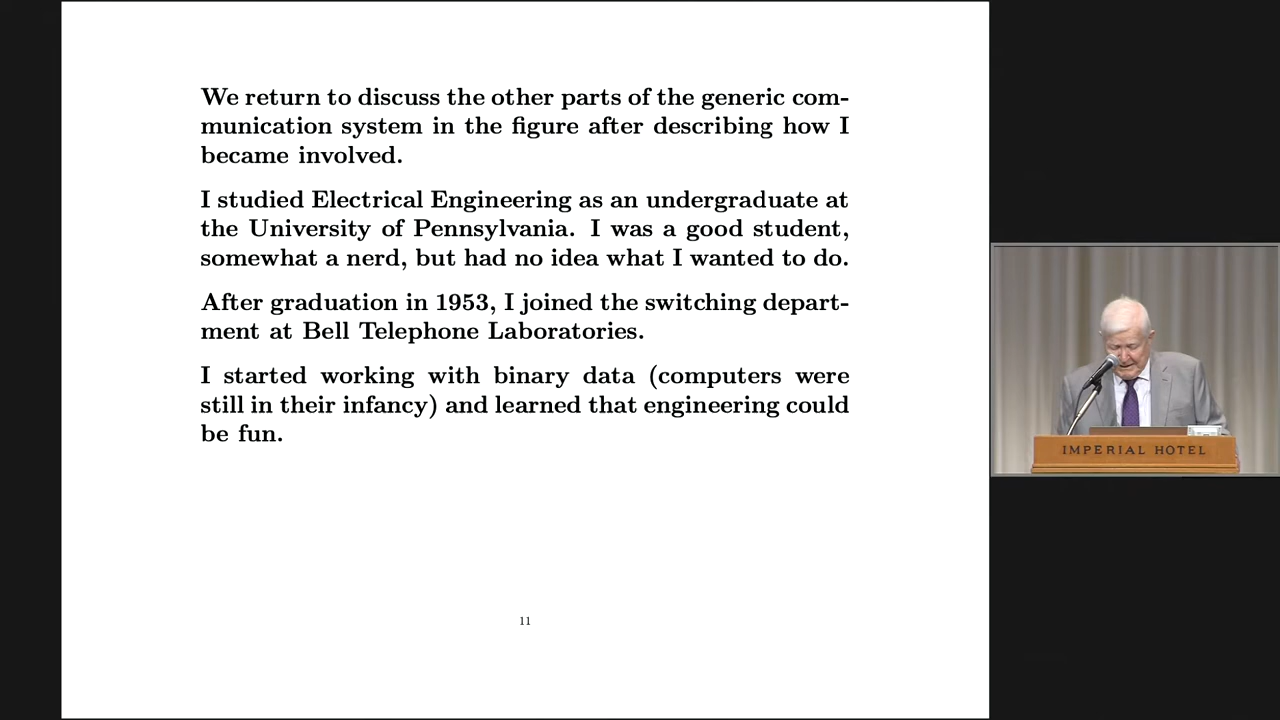 We return to discuss the other parts of the generic com-
munication system in the figure after describing how I
became involved.
I studied Electrical Engineering as an undergraduate at
the University of Pennsylvania. I was a good student,
somewhat a nerd, but had no idea what I wanted to do.
After graduation in 1953, I joined the switching depart-
ment at Bell Telephone Laboratories.
I started working with binary data (computers were
still in their infancy) and learned that engineering could
be fun.
11
IMPERIAL HOTEL